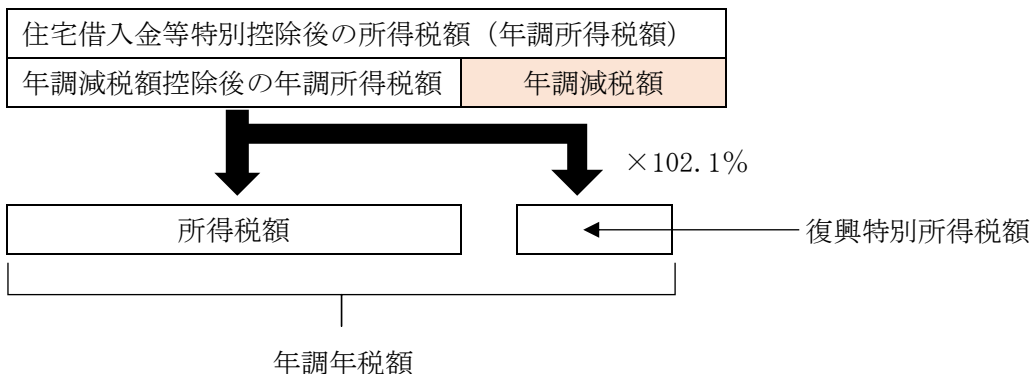 住宅借入金等特別控除後の所得税額（年調所得税額）
年調減税額控除後の年調所得税額
年調減税額
×102.1%
所得税額
復興特別所得税額
年調年税額